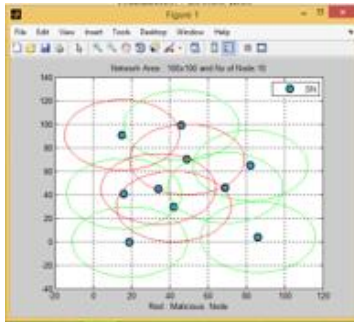 Figure 1
File Edit View Insert Tools Desktop Window Help
Network Area : 100x100 and No of Node:10
SN
140
120
100
80
60
40
20
0
-20
-40
-20 0 20 40 60 80 100 120
Red: Malicious Node